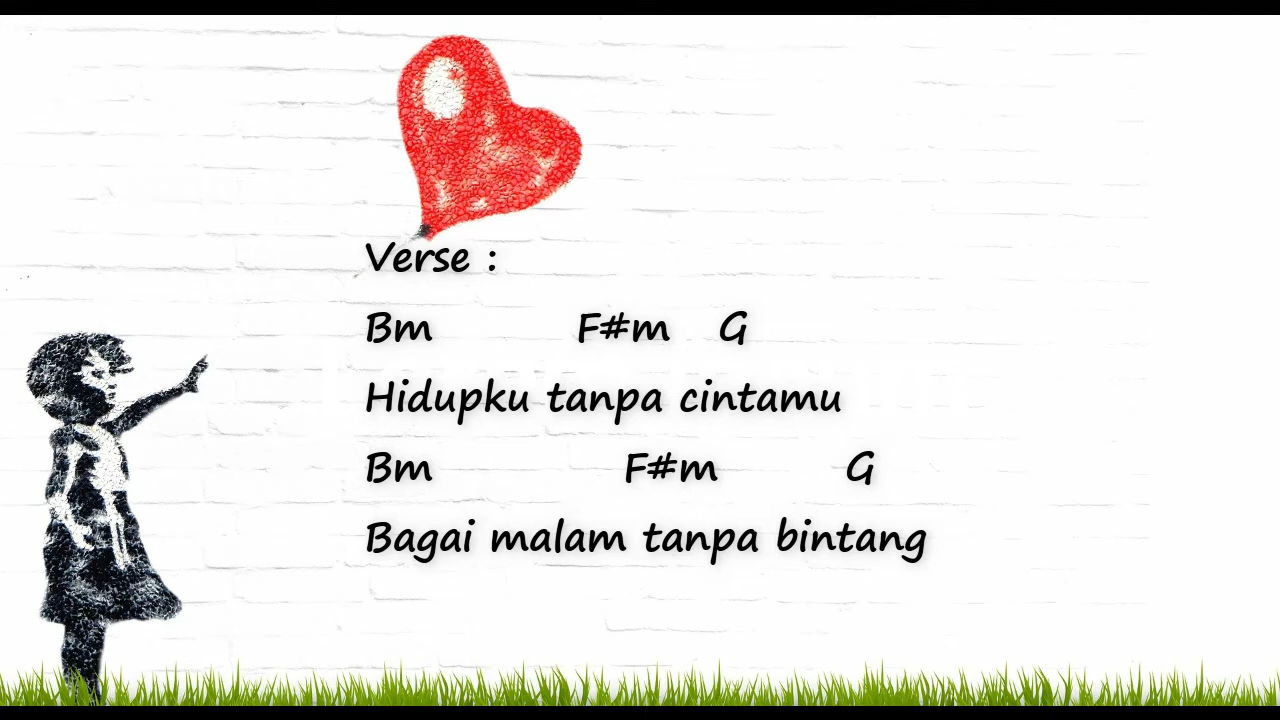 Verse :
Bm F#m G
Hidupku tanpa cintamu
Bm F#m G
Bagai malam tanpa bintang